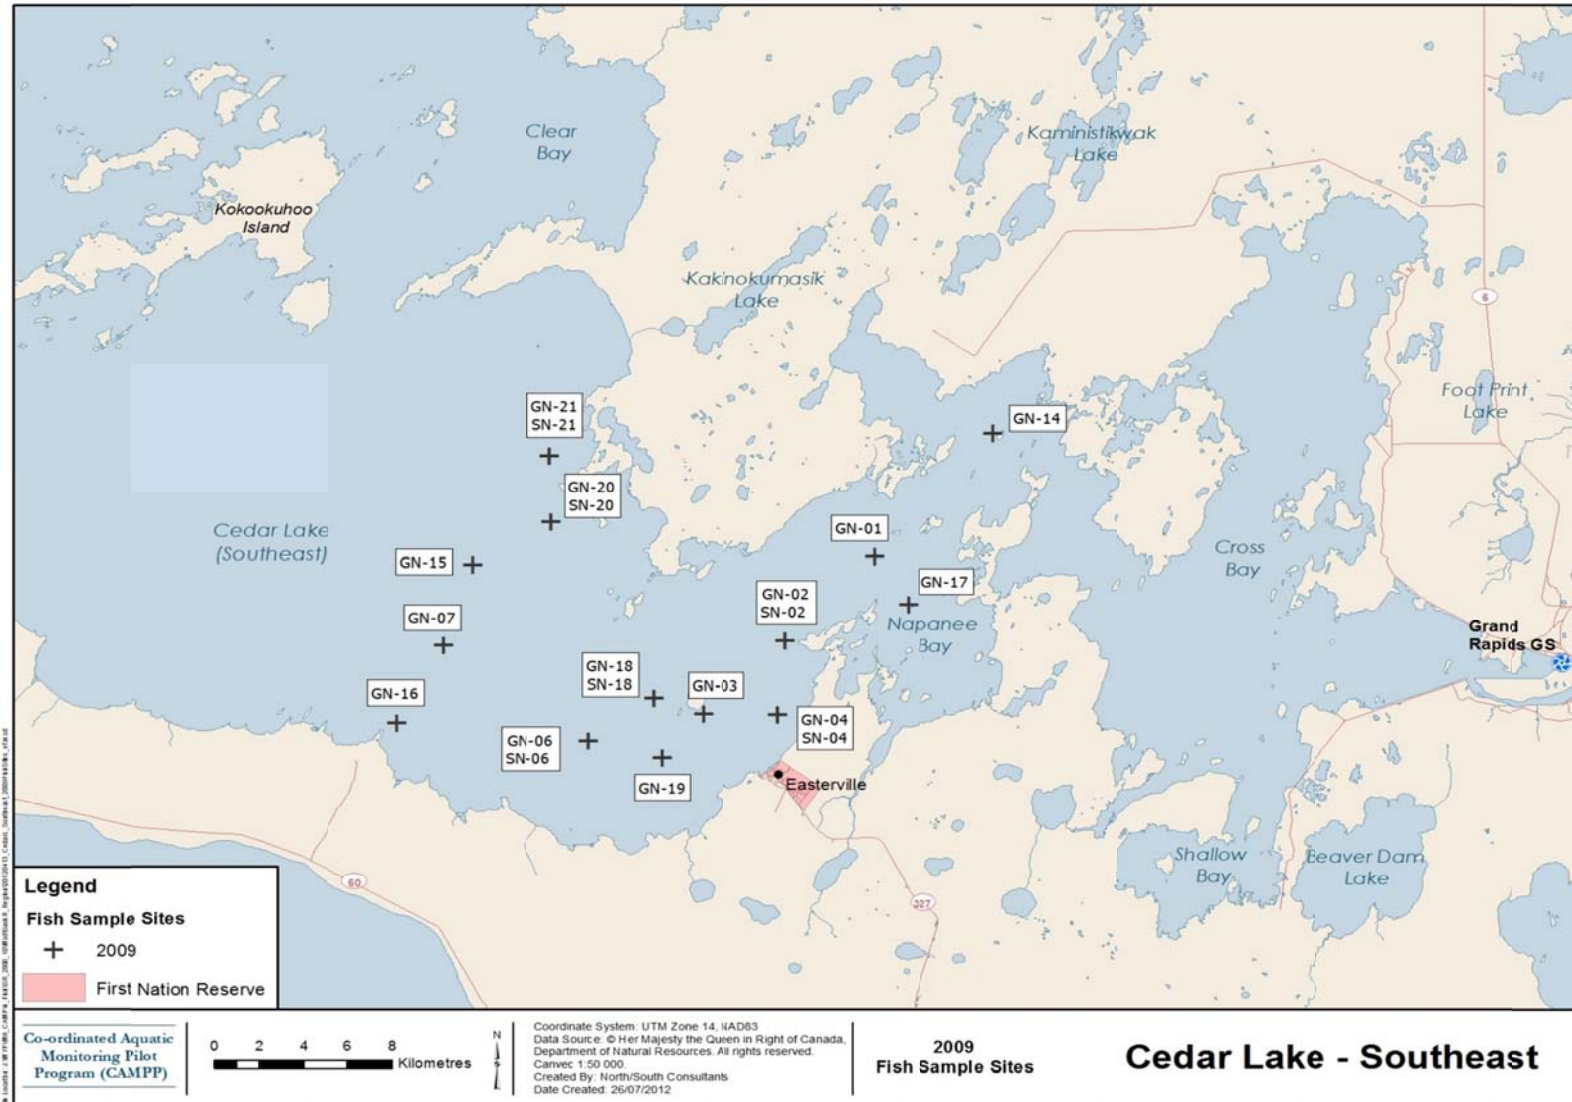 Clear
Bay
Kaministikwak
Lake
Kokookuhoo
Island
Kakinokumasik
Lake
6
Foot Print
Lake
GN-21
SN-21
GN-14
GN-20
SN-20
Cedar Lake
(Southeast)
GN-15
GN-01
Cross
Bay
GN-17
GN-02
SN-02
GN-07
Napanee
Bay
Grand
Rapids GS
GN-18
SN-18
GN-03
GN-16
GN-04
SN-04
GN-06
SN-06
GN-19
Easterville
Shallow
Bay
Beaver Dam
Lake
60
327
Legend
Fish Sample Sites
2009
First Nation Reserve
Co-ordinated Aquatic
Monitoring Pilot
Program (CAMPP)
0 2 4 6 8
Kilometres
N
Coordinate System: UTM Zone 14, NAD83
Data Source: © Her Majesty the Queen in Right of Canada,
Department of Natural Resources. All rights reserved.
Canvec 1:50 000.
Created By: North/South Consultants
Date Created: 26/07/2012
2009
Fish Sample Sites
Cedar Lake - Southeast